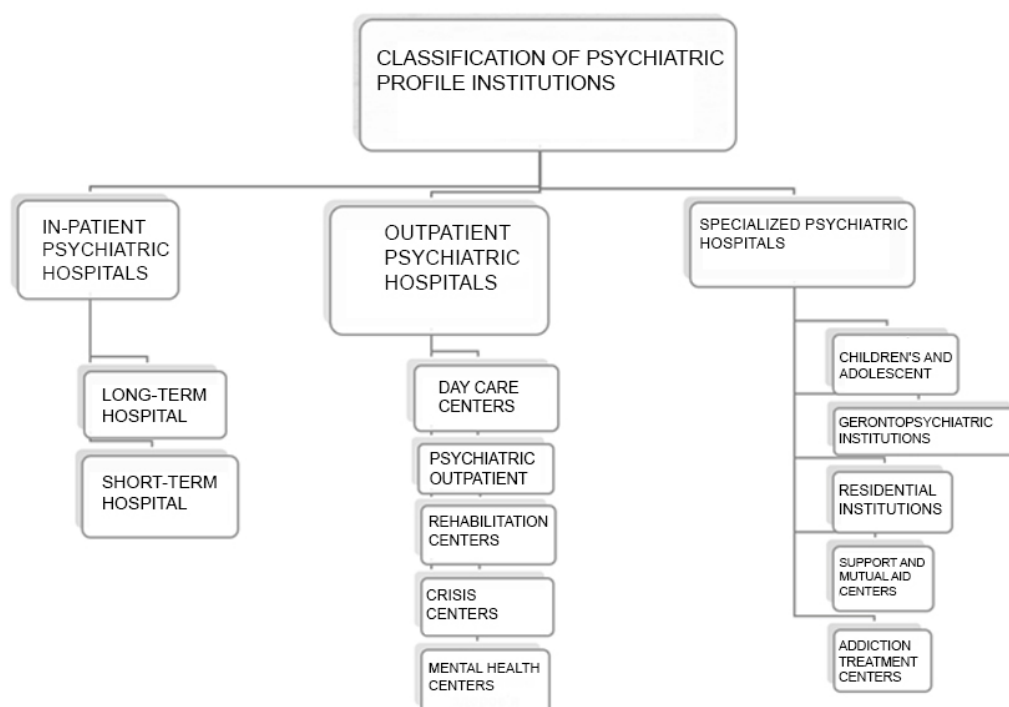 CLASSIFICATION OF PSYCHIATRIC
PROFILE INSTITUTIONS
IN-PATIENT
PSYCHIATRIC
HOSPITALS
LONG-TERM
HOSPITAL
SHORT-TERM
HOSPITAL
OUTPATIENT
PSYCHIATRIC
HOSPITALS
DAY CARE
CENTERS
PSYCHIATRIC
OUTPATIENT
REHABILITATION
CENTERS
CRISIS
CENTERS
MENTAL HEALTH
CENTERS
SPECIALIZED PSYCHIATRIC
HOSPITALS
CHILDREN'S AND
ADOLESCENT
GERONTOPSYCHIATRIC
INSTITUTIONS
RESIDENTIAL
INSTITUTIONS
SUPPORT AND
MUTUAL AID
CENTERS
ADDICTION
TREATMENT
CENTERS